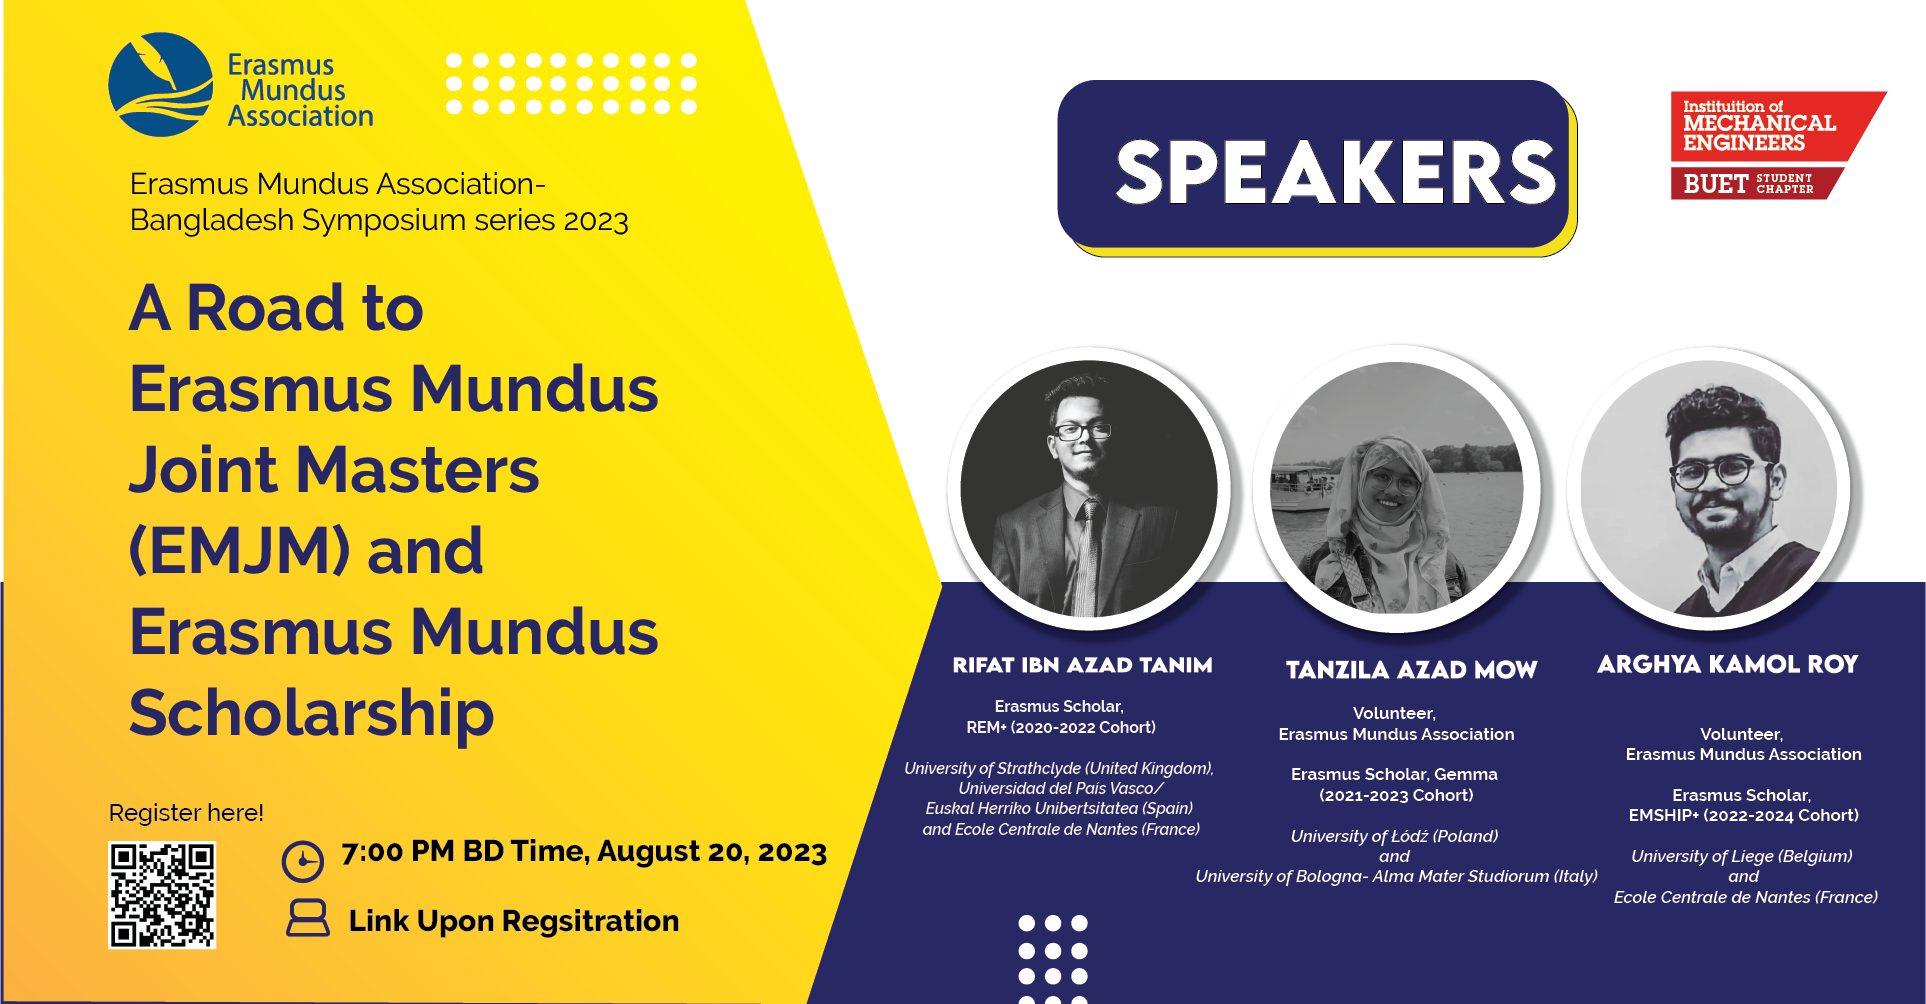 Erasmus
Mundus
Association
Erasmus Mundus Association-
Bangladesh Symposium series 2023
A Road to
Erasmus Mundus
Joint Masters
(EMJM) and
Erasmus Mundus
Scholarship
Register here!
7:00 PM BD Time, August 20, 2023
Link Upon Regsitration
SPEAKERS
Instituition of
MECHANICAL
ENGINEERS
BUET STUDENT
CHAPTER
RIFAT IBN AZAD TANIM
Erasmus Scholar,
REM+ (2020-2022 Cohort)
University of Strathclyde (United Kingdom),
Universidad del País Vasco/
Euskal Herriko Unibertsitatea (Spain)
and Ecole Centrale de Nantes (France)
TANZILA AZAD MOW
Volunteer,
Erasmus Mundus Association
Erasmus Scholar, Gemma
(2021-2023 Cohort)
University of Łódź (Poland)
and
University of Bologna- Alma Mater Studiorum (Italy)
ARGHYA KAMOL ROY
Volunteer,
Erasmus Mundus Association
Erasmus Scholar,
EMSHIP+ (2022-2024 Cohort)
University of Liege (Belgium)
and
Ecole Centrale de Nantes (France)